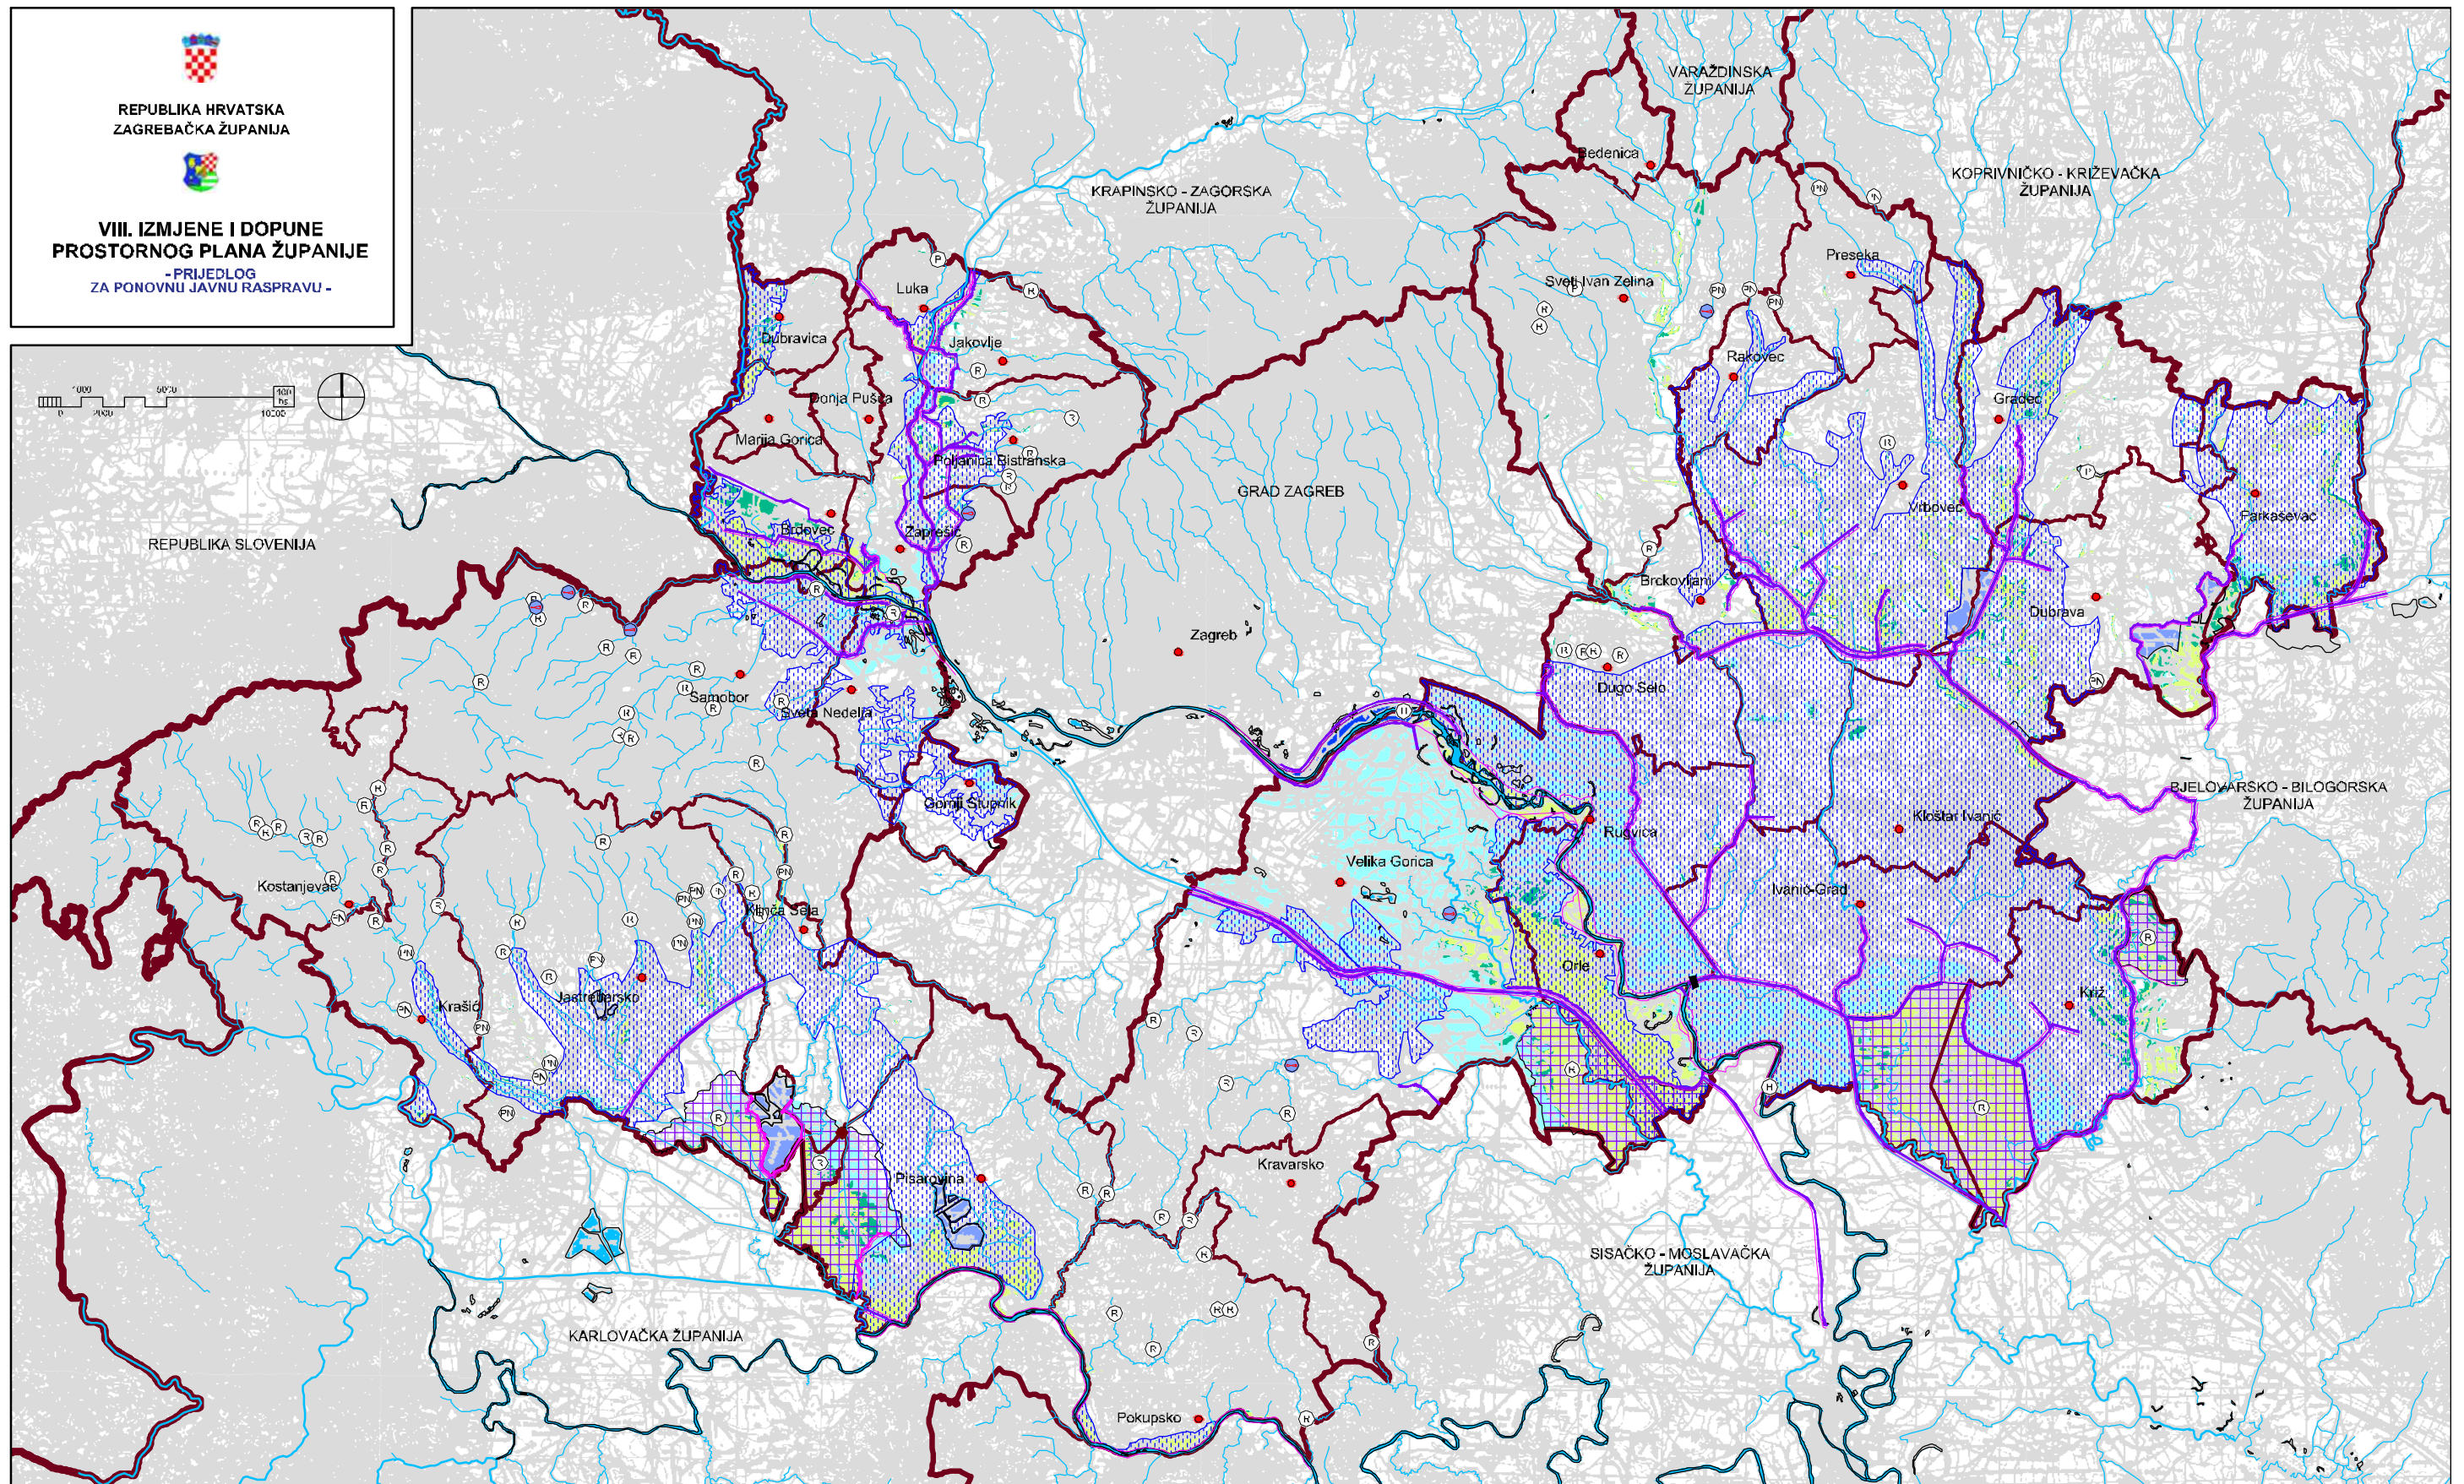 REPUBLIKA HRVATSKA
ZAGREBAČKA ŽUPANIJA
VIII. IZMJENE I DOPUNE
PROSTORNOG PLANA ŽUPANIJE
- PRIJEDLOG
ZA PONOVNU JAVNU RASPRAVU -
VARAŽDINSKA
ŽUPANIJA
Bedenica
KRAPINSKO - ZAGORSKA
ŽUPANIJA
KOPRIVNIČKO - KRIŽEVAČKA
ŽUPANIJA
Preseka
Luka
Sveti Ivan Zelina
Dubravica
Jakovlje
Rakovec
Donja Pušća
Gradec
Marija Gorica
Poljanica Bistranska
GRAD ZAGREB
Vrbovec
Farkaševac
Brdovec
Zaprešić
REPUBLIKA SLOVENIJA
Brckovljani
Dubrava
Zagreb
Samobor
Sveta Nedelja
Dugo Selo
BJELOVARSKO - BILOGORSKA
ŽUPANIJA
Gornji Stupnik
Rugvica
Kloštar Ivanić
Velika Gorica
Kostanjevac
Ivanić-Grad
Klinča Sela
Orle
Jastrebarsko
Krašić
Križ
Kravarsko
Pisarovina
SISAČKO - MOSLAVAČKA
ŽUPANIJA
KARLOVAČKA ŽUPANIJA
Pokupsko